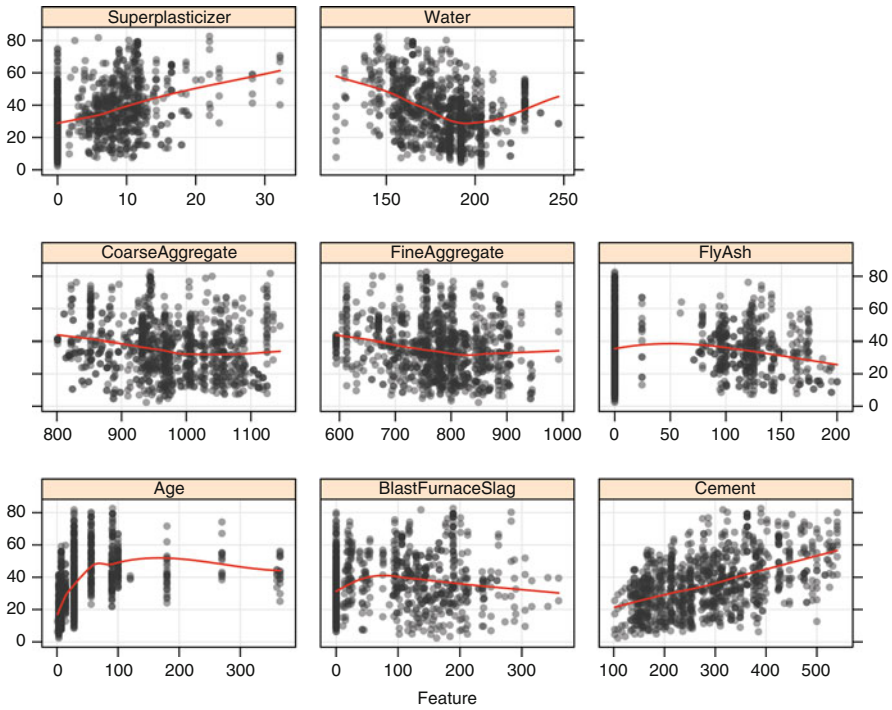 Superplasticizer Water
80
60
40
20
0
0 10 20 30 150 200 250
CoarseAggregate FineAggregate FlyAsh
80
60
40
20
0
800 900 1000 1100 600 700 800 900 1000 0 50 100 150 200
Age BlastFurnaceSlag Cement
80
60
40
20
0
0 100 200 300 0 100 200 300 100 200 300 400 500
Feature